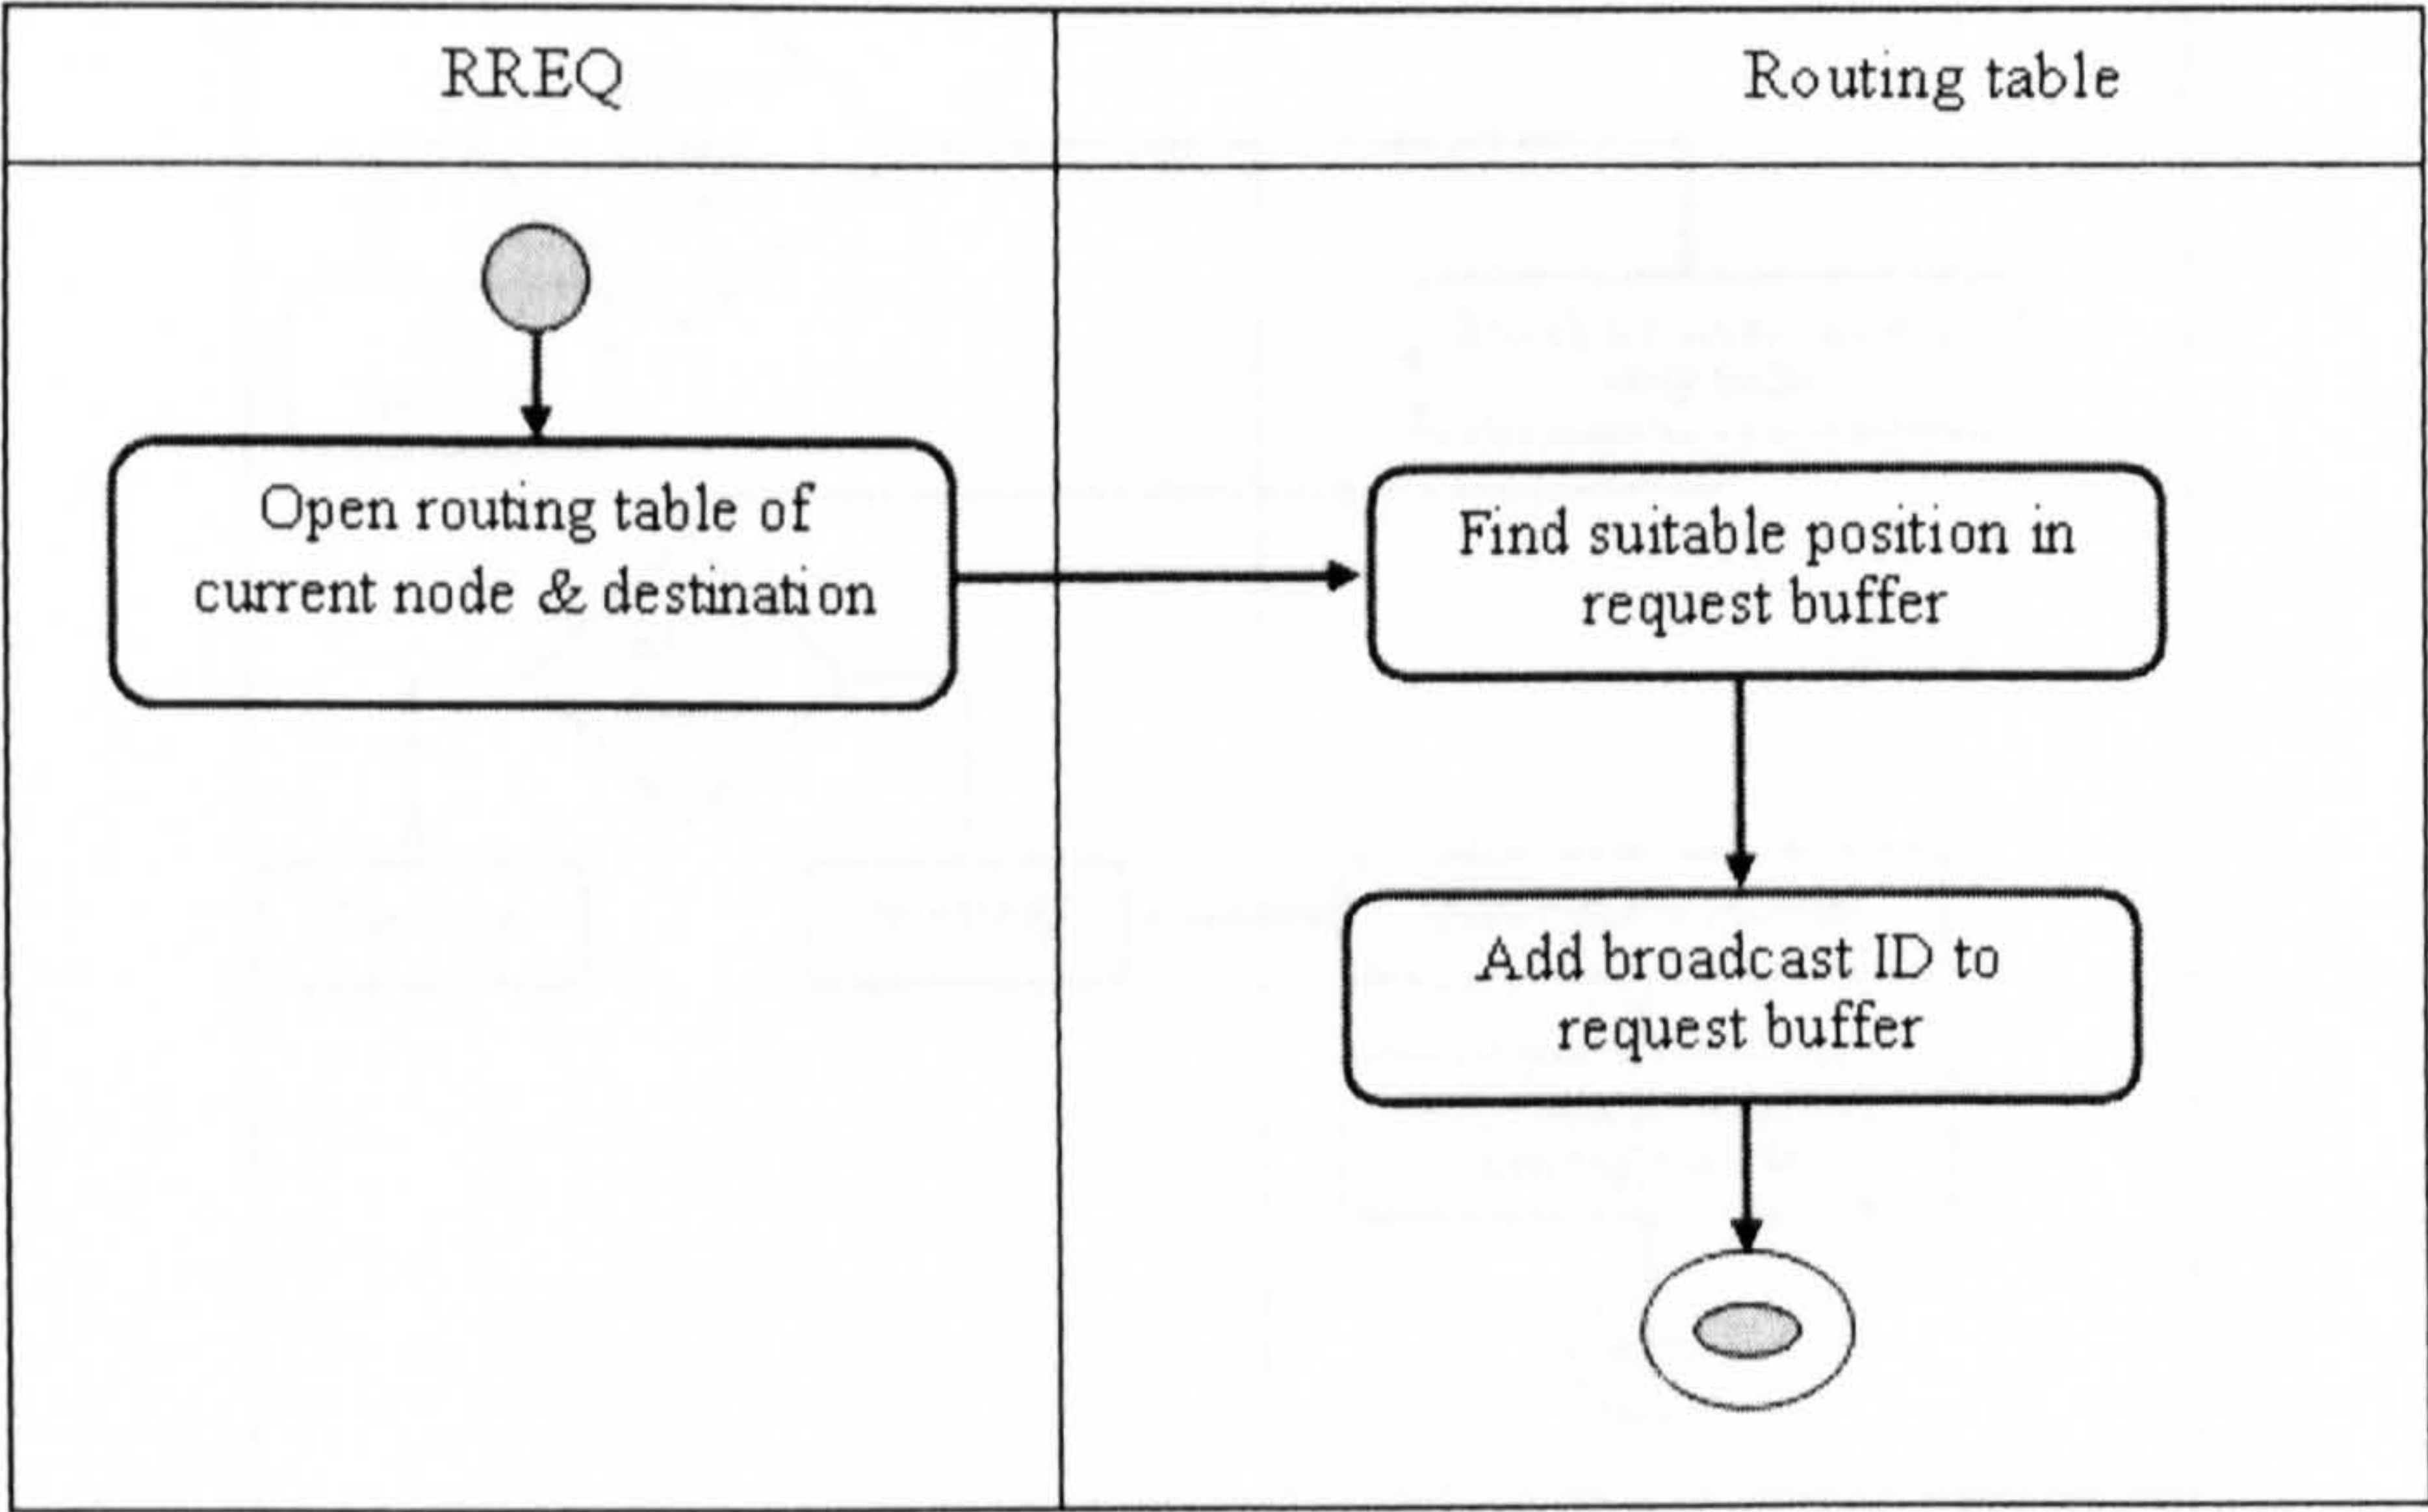 RREQ
Routing table
Open routing table of
current node & destination
Find suitable position in
request buffer
Add broadcast ID to
request buffer